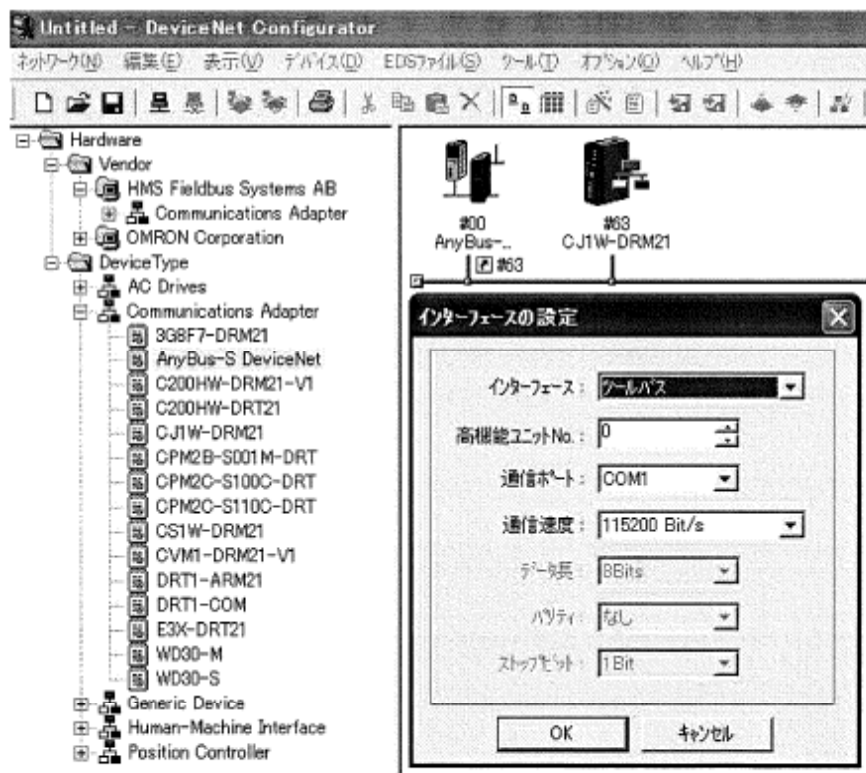 Untitled - DeviceNet Configurator
ネットワーク(N) 編集(E) 表示(V) デバイス(D) EDSファイル(S) ツール(T) オプション(O) ヘルプ(H)
Hardware
Vendor
HMS Fieldbus Systems AB
Communications Adapter
OMRON Corporation
DeviceType
AC Drives
Communications Adapter
3G8F7-DRM21
AnyBus-S DeviceNet
C200HW-DRM21-V1
C200HW-DRT21
CJ1W-DRM21
CPM2B-S001M-DRT
CPM2C-S100C-DRT
CPM2C-S110C-DRT
CS1W-DRM21
CVM1-DRM21-V1
DRT1-ARM21
DRT1-COM
E3X-DRT21
WD30-M
WD30-S
Generic Device
Human-Machine Interface
Position Controller
#00
AnyBus-..
#63
CJ1W-DRM21
#63
インターフェースの設定
インターフェース: ツールバス
高機能ユニットNo.: 0
通信ポート: COM1
通信速度: 115200 Bit/s
データ長: 8Bits
パリティ: なし
ストップビット: 1Bit
OK キャンセル